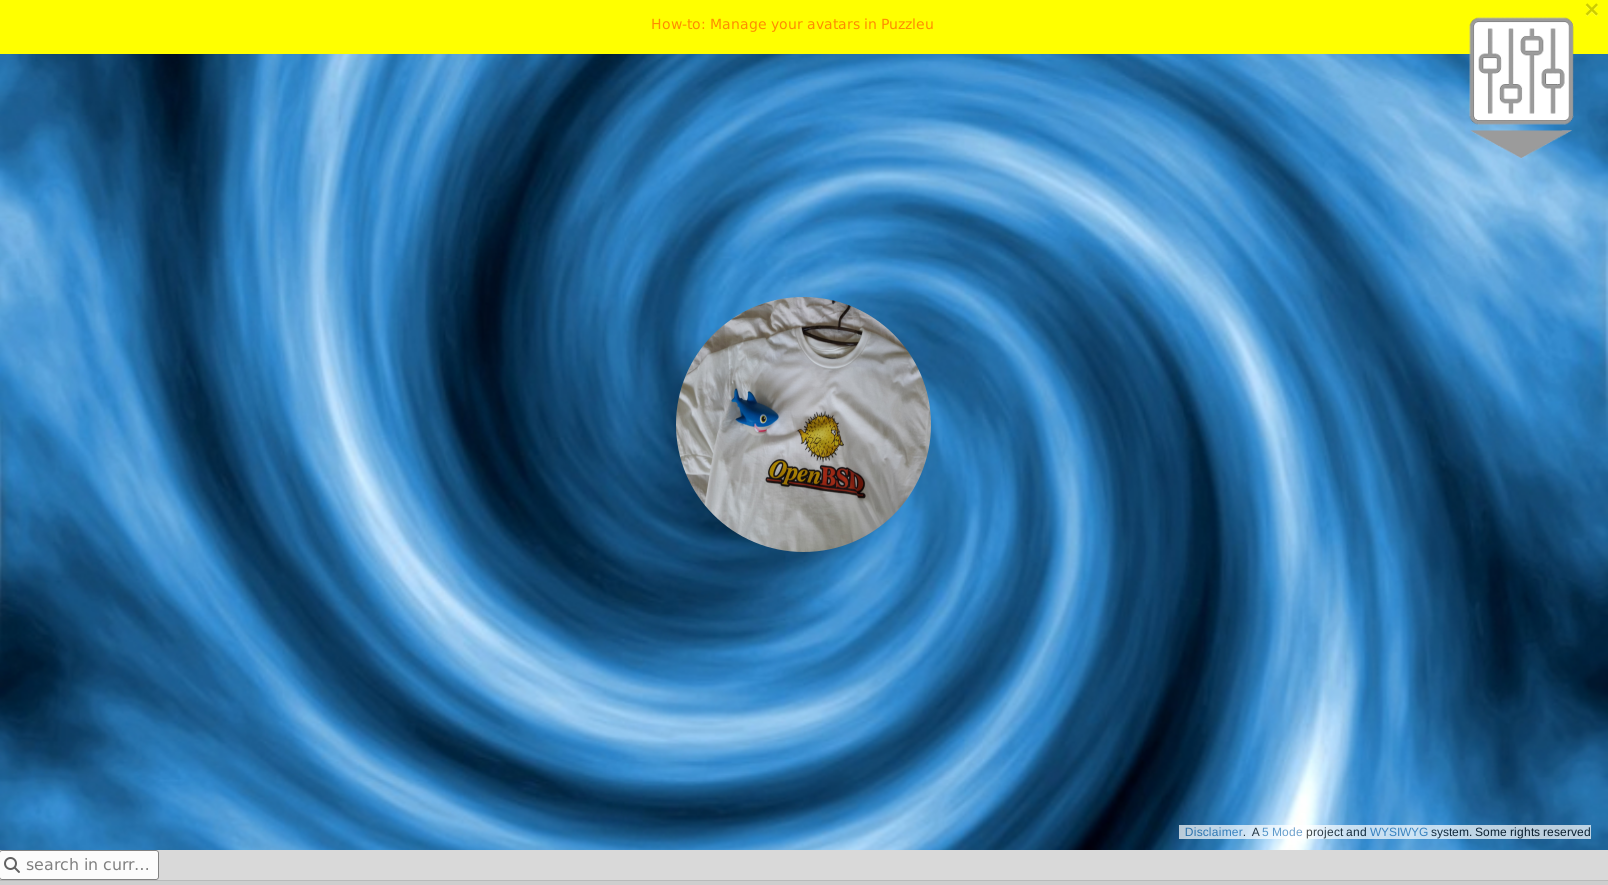 How-to: Manage your avatars in Puzzleu
OpenBSD
Disclaimer.  A 5 Mode project and WYSIWYG system. Some rights reserved
search in curr...